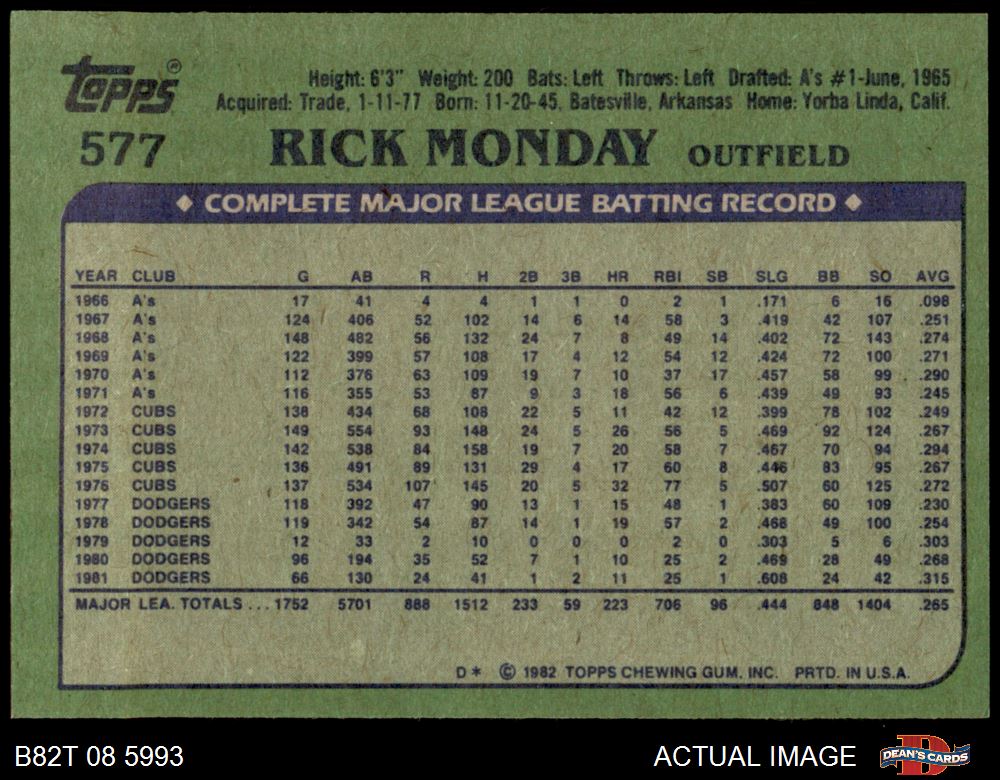 Topps® Height: 6'3" Weight: 200 Bats: Left Throws: Left Drafted: A's #1-June, 1965
Acquired: Trade, 1-11-77 Born: 11-20-45, Batesville, Arkansas Home: Yorba Linda, Calif.
577 RICK MONDAY OUTFIELD
◆ COMPLETE MAJOR LEAGUE BATTING RECORD ◆
YEAR CLUB G AB R H 2B 3B HR RBI SB SLG BB SO AVG
1966 A's 17 41 4 4 1 1 0 2 1 .171 6 16 .098
1967 A's 124 406 52 102 14 6 14 58 3 .419 42 107 .251
1968 A's 148 482 56 132 24 7 8 49 14 .402 72 143 .274
1969 A's 122 399 57 108 17 4 12 54 12 .424 72 100 .271
1970 A's 112 376 63 109 19 7 10 37 17 .457 58 99 .290
1971 A's 116 355 53 87 9 3 18 56 6 .439 49 93 .245
1972 CUBS 138 434 68 108 22 5 11 42 12 .399 78 102 .249
1973 CUBS 149 554 93 148 24 5 26 56 5 .469 92 124 .267
1974 CUBS 142 538 84 158 19 7 20 58 7 .467 70 94 .294
1975 CUBS 136 491 89 131 29 4 17 60 8 .446 83 95 .267
1976 CUBS 137 534 107 145 20 5 32 77 5 .507 60 125 .272
1977 DODGERS 118 392 47 90 13 1 15 48 1 .383 60 109 .230
1978 DODGERS 119 342 54 87 14 1 19 57 2 .468 49 100 .254
1979 DODGERS 12 33 2 10 0 0 0 2 0 .303 5 6 .303
1980 DODGERS 96 194 35 52 7 1 10 25 2 .469 28 49 .268
1981 DODGERS 66 130 24 41 1 2 11 25 1 .608 24 42 .315
MAJOR LEA. TOTALS ... 1752 5701 888 1512 233 59 223 706 96 .444 848 1404 .265
D* © 1982 TOPPS CHEWING GUM, INC. PRTD. IN U.S.A.
B82T 08 5993 ACTUAL IMAGE DEAN'S CARDS